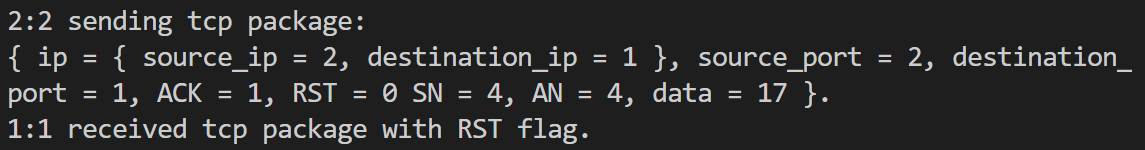 2:2 sending tcp package:
{ ip = { source_ip = 2, destination_ip = 1 }, source_port = 2, destination_
port = 1, ACK = 1, RST = 0 SN = 4, AN = 4, data = 17 }.
1:1 received tcp package with RST flag.